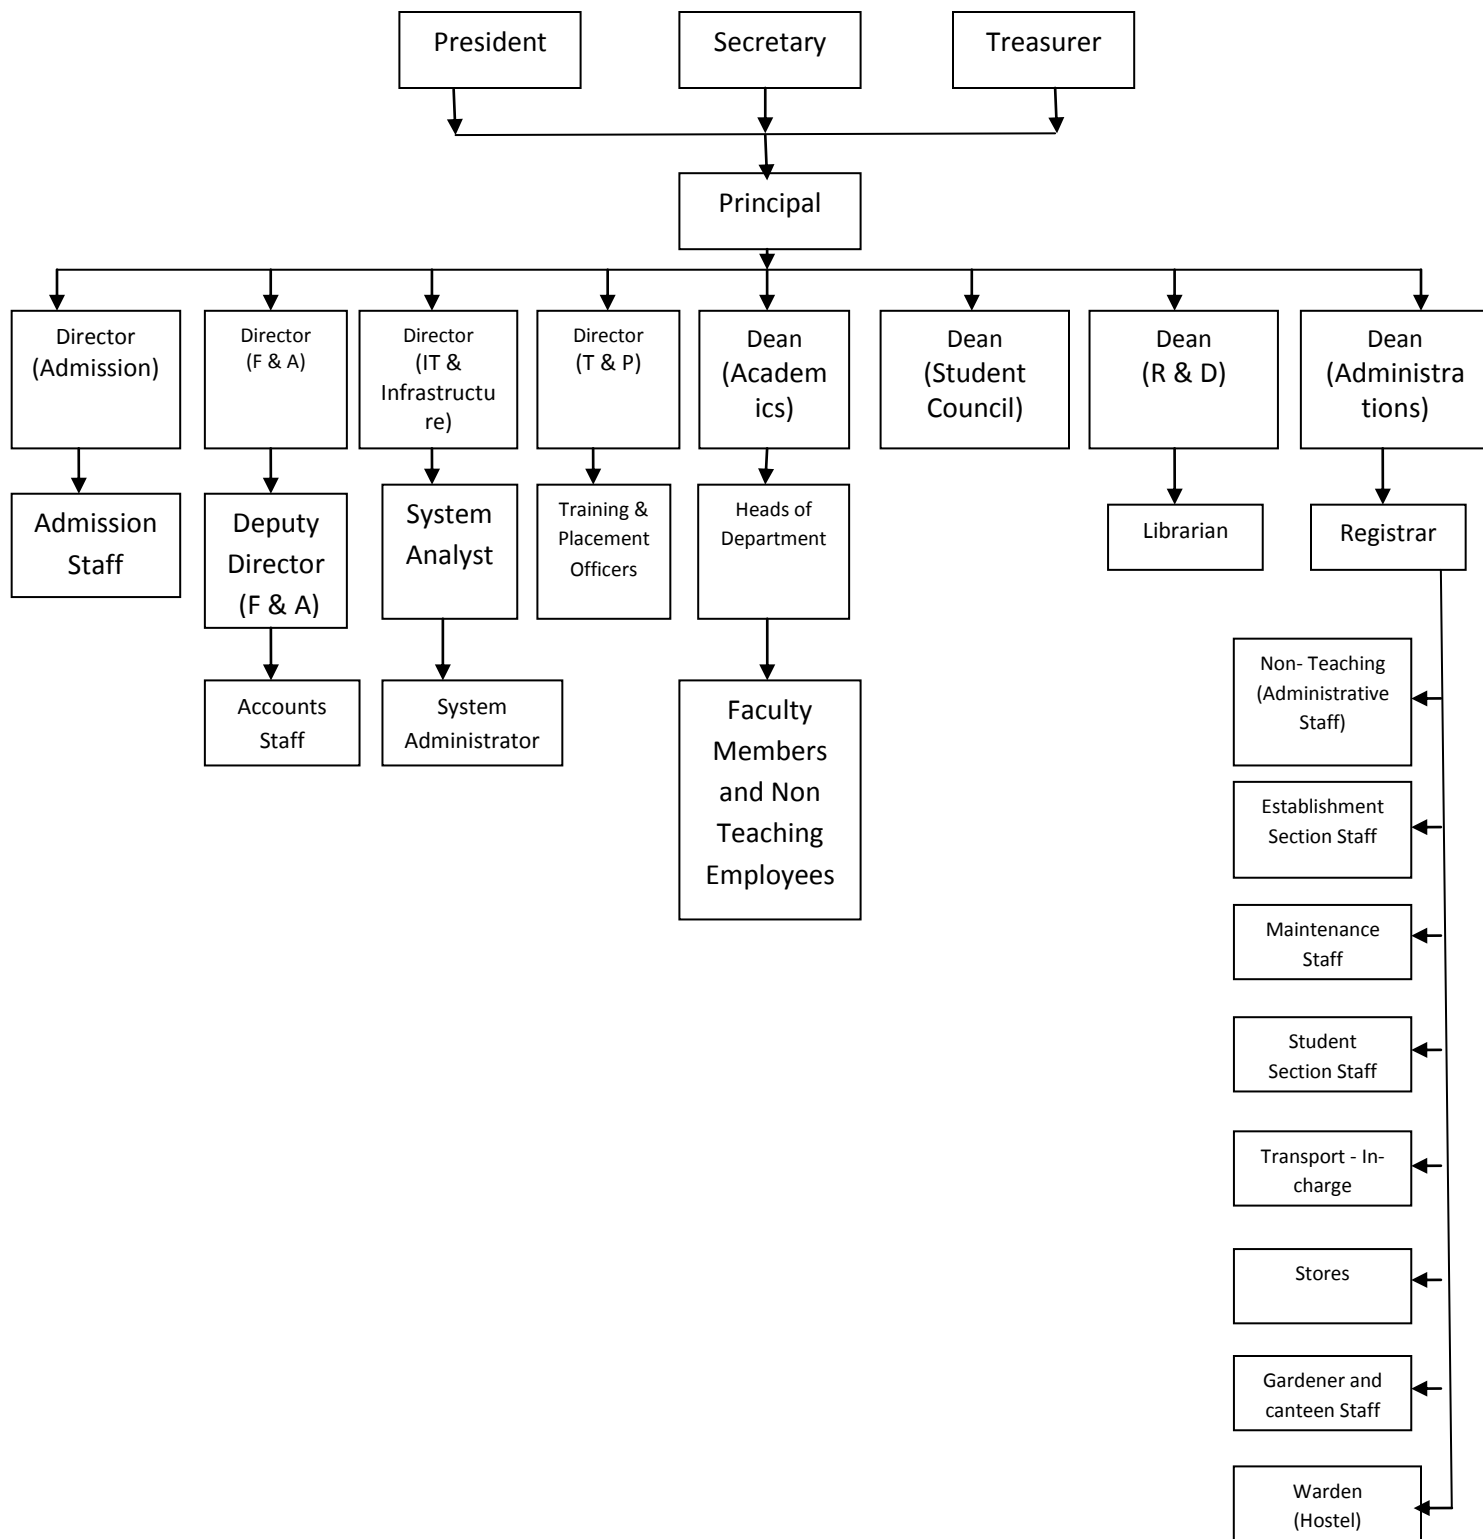 President
Secretary
Treasurer
Principal
Director
(Admission)
Director
(F & A)
Director
(IT &
Infrastructu
re)
Director
(T & P)
Dean
(Academ
ics)
Dean
(Student
Council)
Dean
(R & D)
Dean
(Administra
tions)
Admission
Staff
Deputy
Director
(F & A)
System
Analyst
Training &
Placement
Officers
Heads of
Department
Librarian
Registrar
Accounts
Staff
System
Administrator
Faculty
Members
and Non
Teaching
Employees
Non- Teaching
(Administrative
Staff)
Establishment
Section Staff
Maintenance
Staff
Student
Section Staff
Transport - In-
charge
Stores
Gardener and
canteen Staff
Warden
(Hostel)